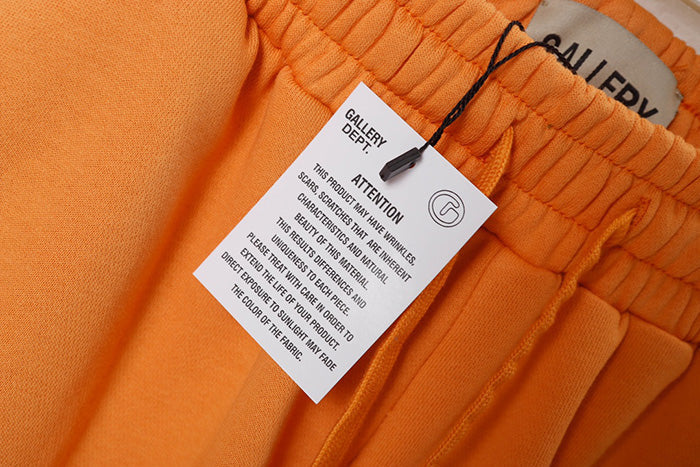 GALLERY
GALLERY
DEPT.
ATTENTION
THIS PRODUCT MAY HAVE WRINKLES,
SCARS, SCRATCHES THAT ARE INHERENT
CHARACTERISTICS AND NATURAL
BEAUTY OF THIS MATERIAL.
THIS RESULTS DIFFERENCES AND
UNIQUENESS TO EACH PIECE.
PLEASE TREAT WITH CARE IN ORDER TO
EXTEND THE LIFE OF YOUR PRODUCT.
DIRECT EXPOSURE TO SUNLIGHT MAY FADE
THE COLOR OF THE FABRIC.